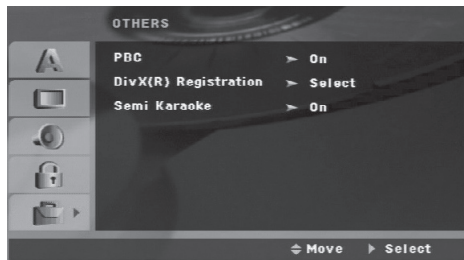 OTHERS
PBC ➤ On
DivX(R) Registration ➤ Select
Semi Karaoke ➤ On
Move ▶ Select